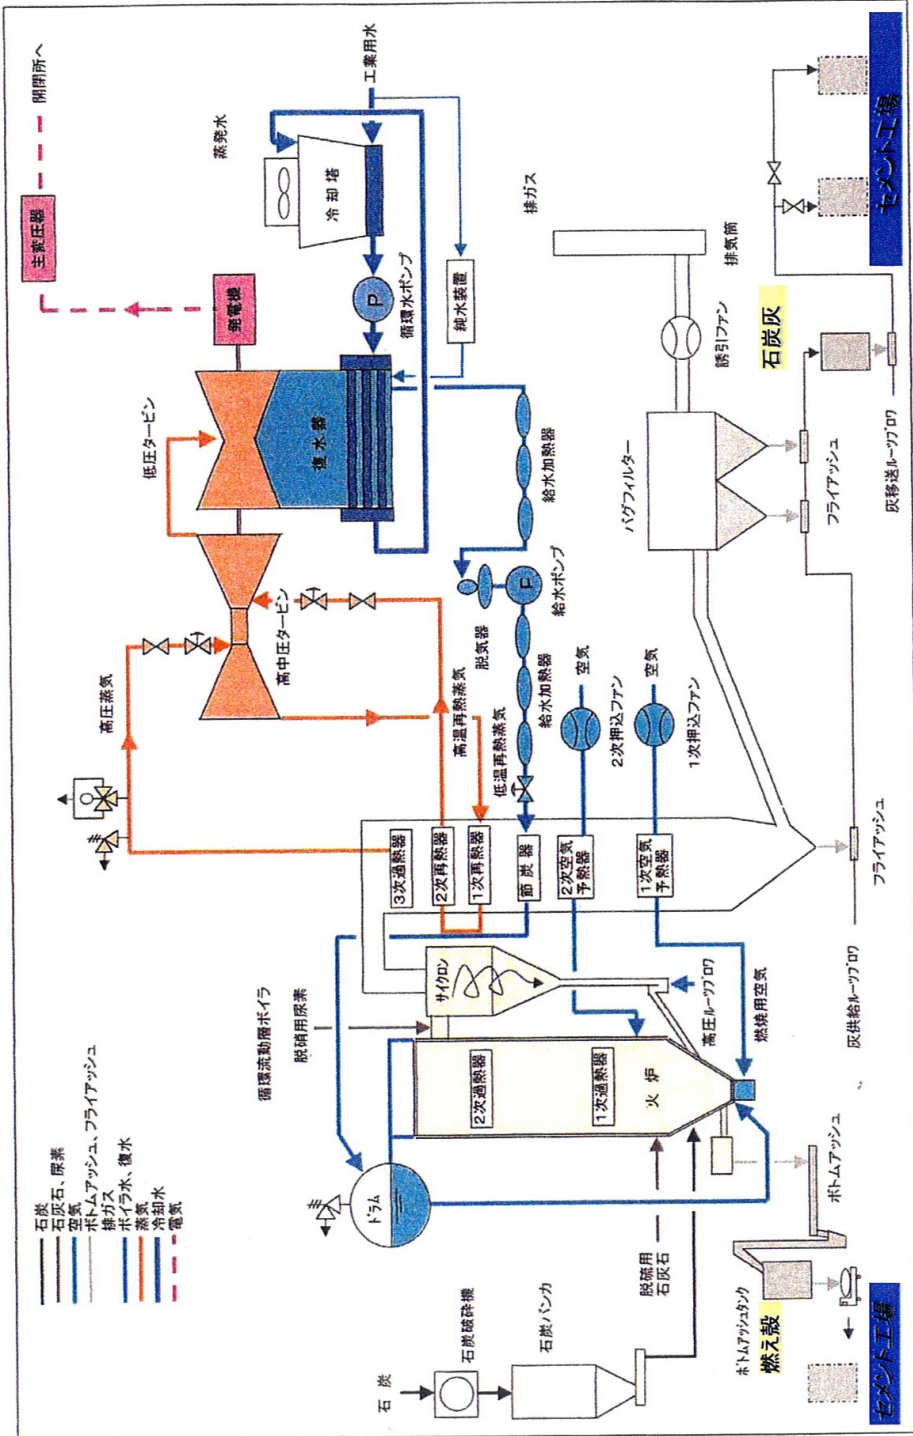 石炭
石灰石、尿素
空気
ボトムアッシュ、フライアッシュ
排ガス
ボイラ水、復水
蒸気
冷却水
電気
循環流動層ボイラ
脱硝用尿素
ドラム
2次過熱器
1次過熱器
火炉
サイクロン
3次過熱器
2次再熱器
1次再熱器
節炭器
2次空気
予熱器
1次空気
予熱器
高圧蒸気
高中圧タービン
低圧タービン
発電機
主変圧器
開閉所へ
復水器
蒸発水
冷却塔
工業用水
P
循環水ポンプ
純水装置
高温再熱蒸気
低温再熱蒸気
脱気器
給水加熱器
給水ポンプ
P
給水加熱器
空気
2次押込ファン
空気
1次押込ファン
高圧ルーツブロワ
燃焼用空気
石炭
石炭破砕機
石炭バンカ
脱硫用
石灰石
ボトムアッシュ
ボトムアッシュタンク
燃え殻
セメント工場
灰供給ルーツブロワ
フライアッシュ
バグフィルター
誘引ファン
排気筒
排ガス
フライアッシュ
石炭灰
灰移送ルーツブロワ
セメント工場